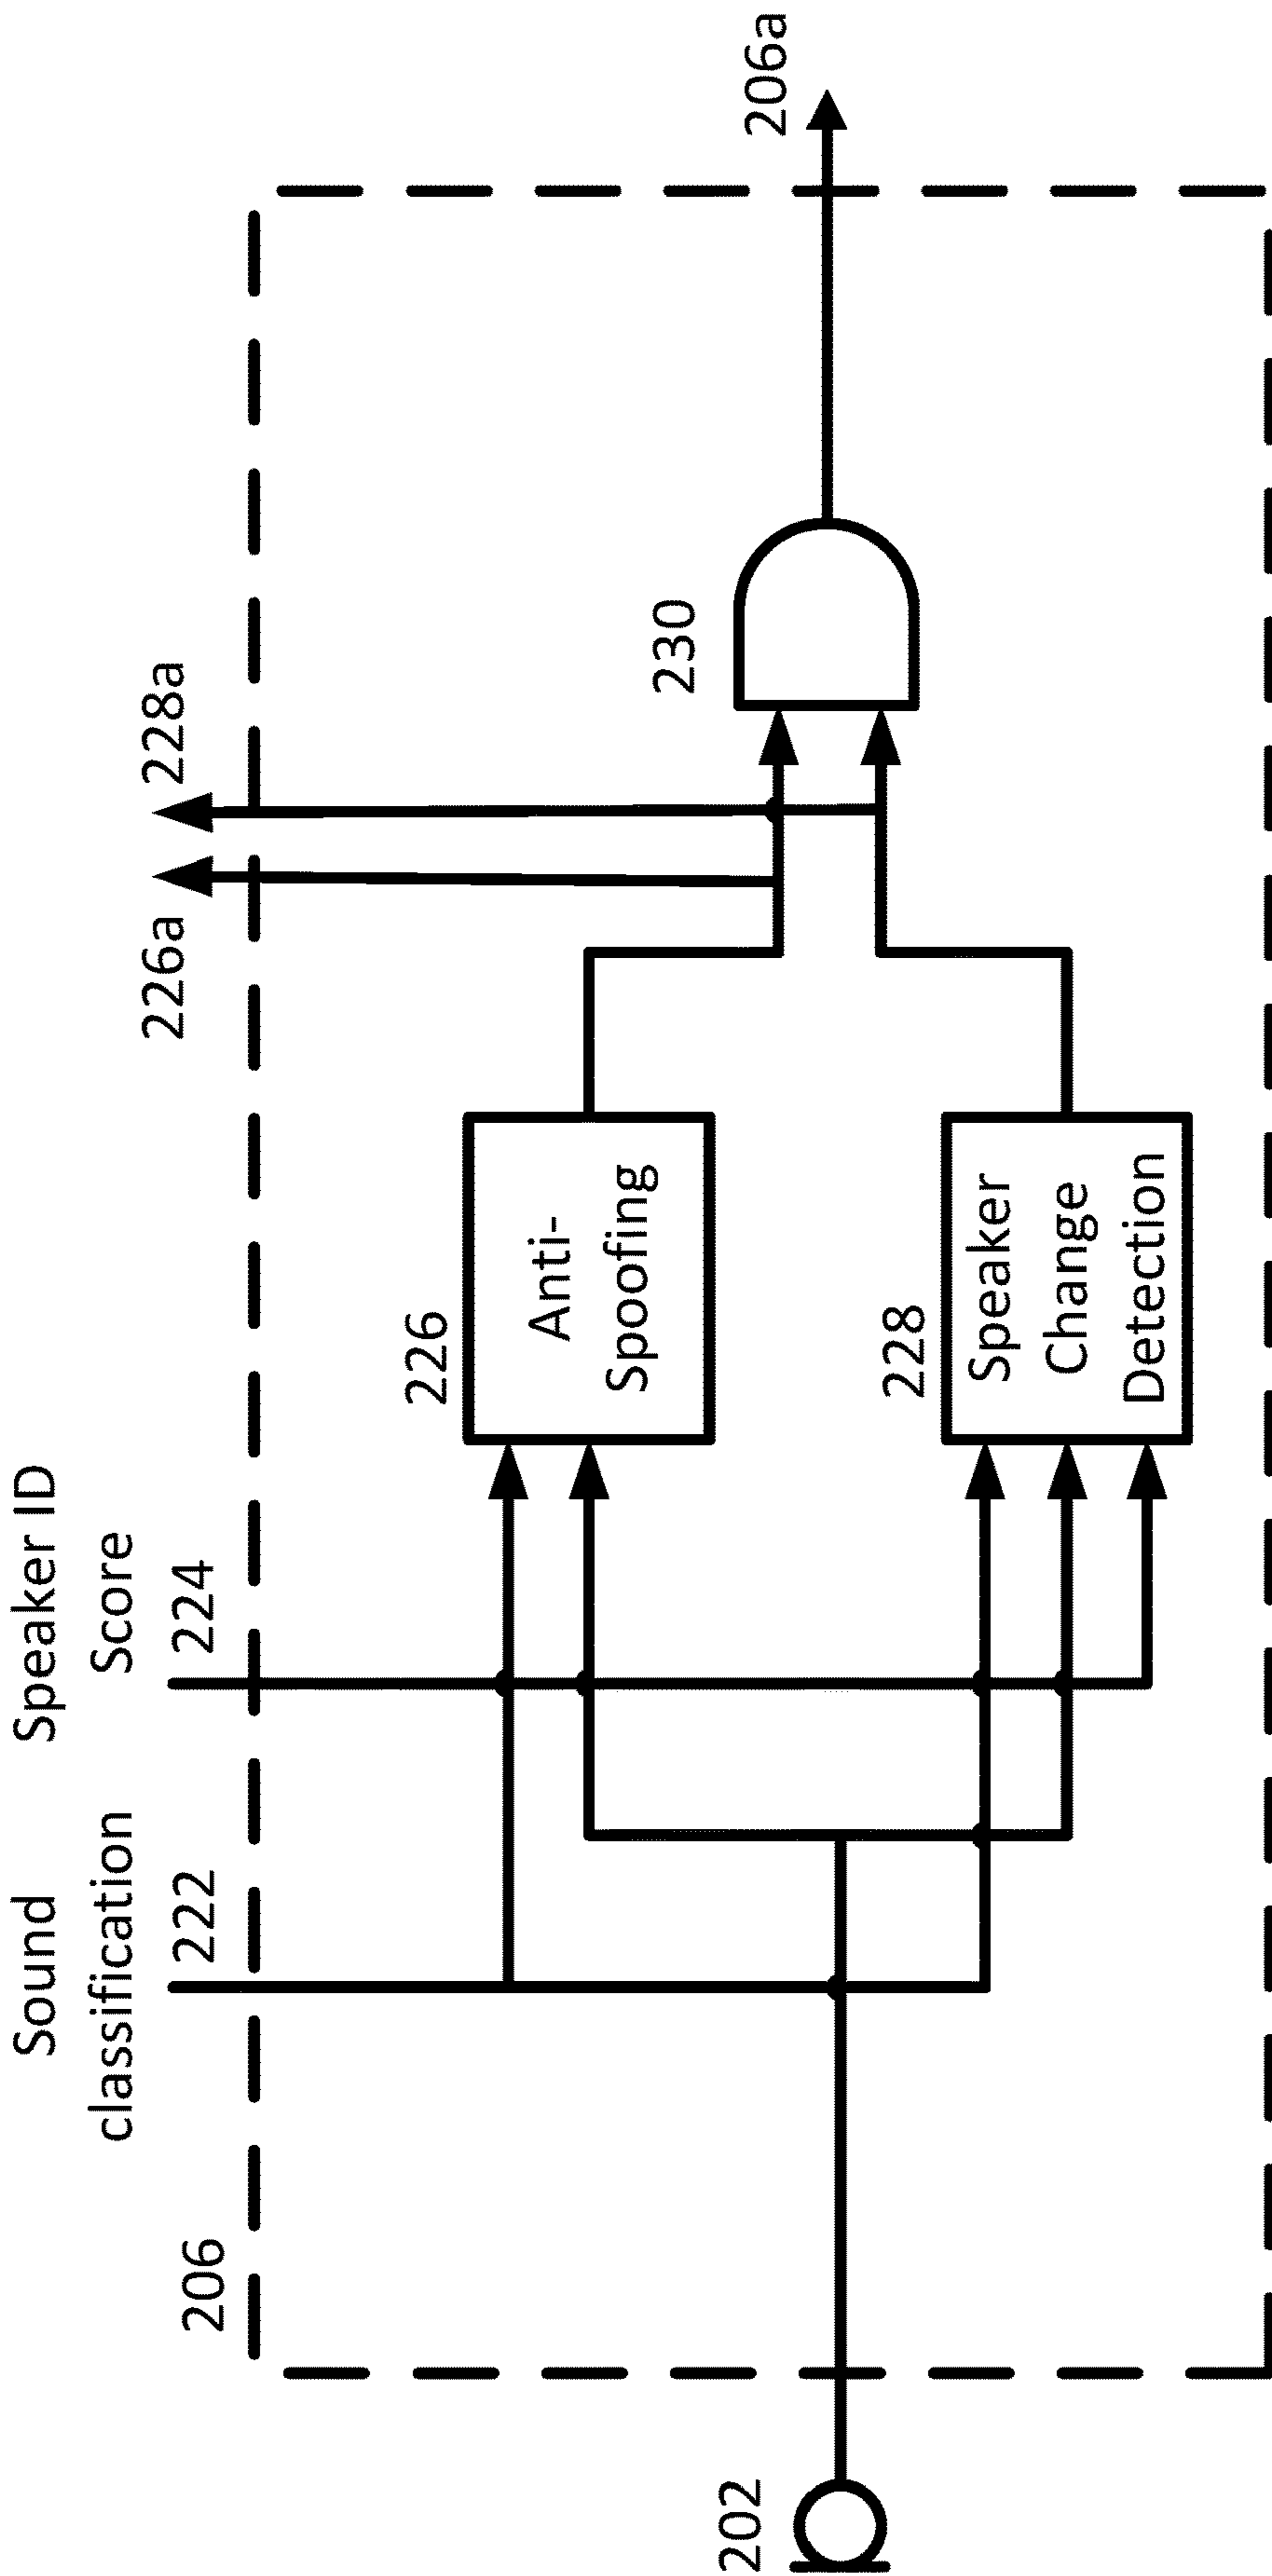 Sound
classification
222
Speaker ID
Score
224
206
226a
228a
202
226
Anti-
Spoofing
228
Speaker
Change
Detection
230
206a